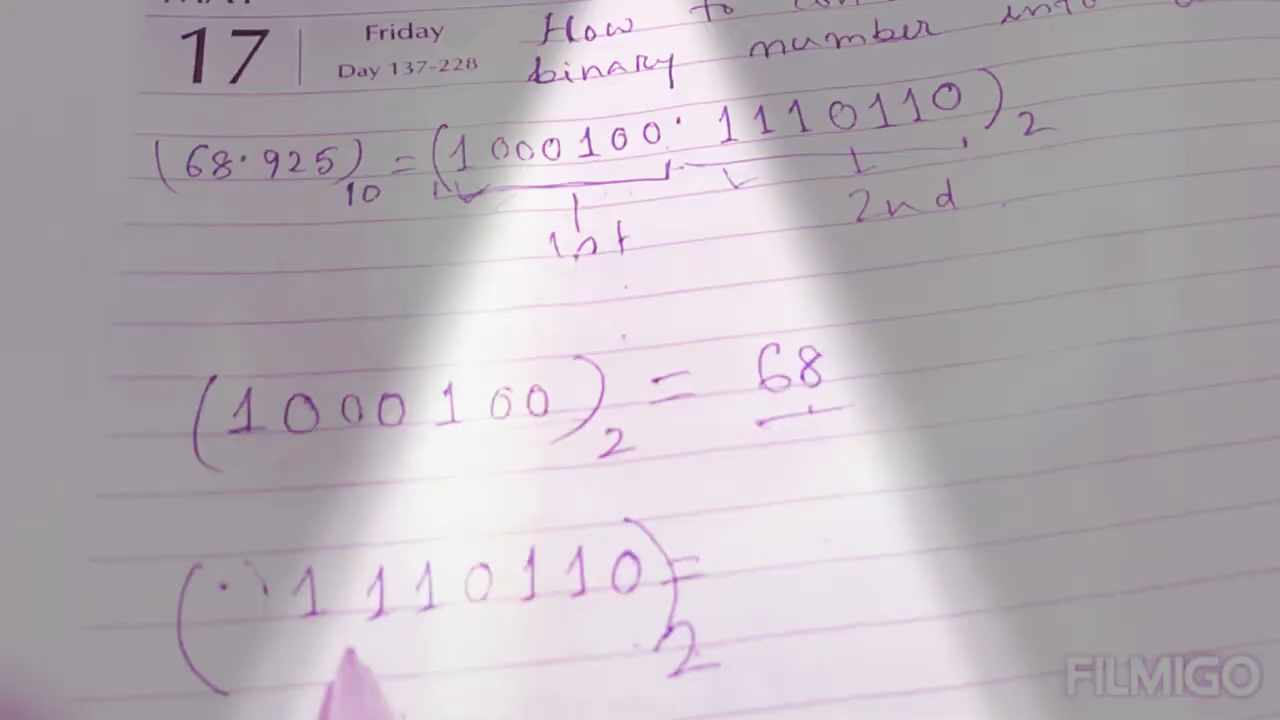 17 Friday How to
Day 137-228 binary number into
(68.925)10 = (1000100.1110110)2
1st 2nd
(1000100)2 = 68
(.1110110)2 =
FILMIGO